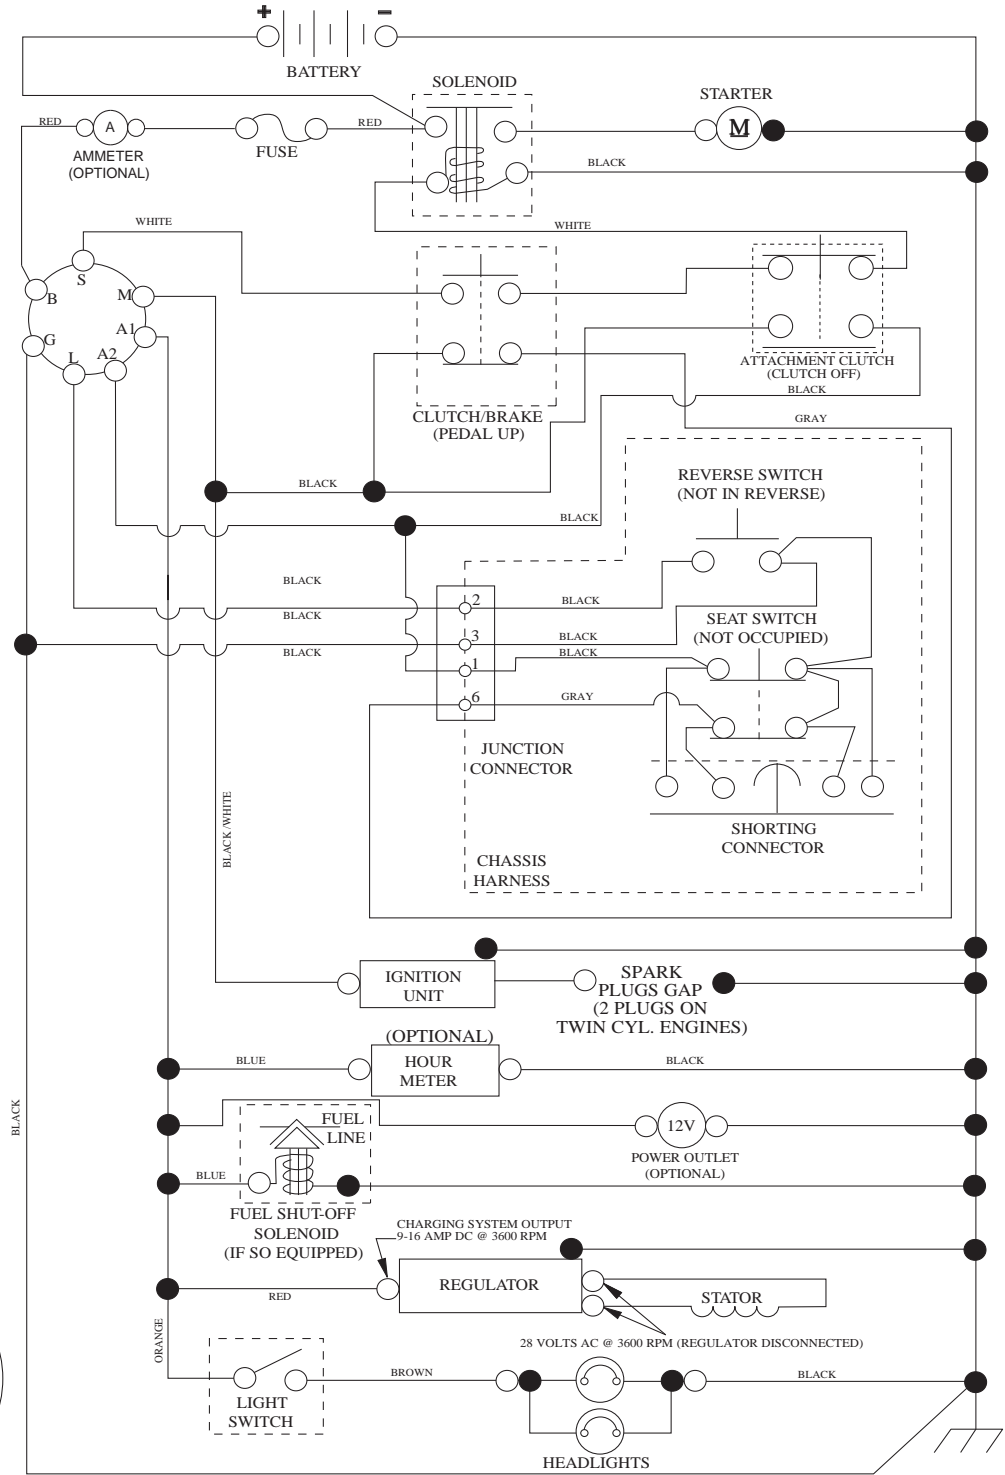 + -
BATTERY
SOLENOID
STARTER
RED
A
RED
M
AMMETER
(OPTIONAL)
FUSE
BLACK
WHITE
WHITE
S
B
M
A1
G
L
A2
ATTACHMENT CLUTCH
(CLUTCH OFF)
BLACK
CLUTCH/BRAKE
(PEDAL UP)
GRAY
REVERSE SWITCH
(NOT IN REVERSE)
BLACK
BLACK
BLACK
2
BLACK
BLACK
SEAT SWITCH
(NOT OCCUPIED)
3
BLACK
BLACK
BLACK
1
6
GRAY
JUNCTION
CONNECTOR
BLACK /WHITE
SHORTING
CONNECTOR
CHASSIS
HARNESS
IGNITION
UNIT
SPARK
PLUGS GAP
(2 PLUGS ON
TWIN CYL. ENGINES)
(OPTIONAL)
HOUR
METER
BLUE
BLACK
BLACK
FUEL
LINE
12V
POWER OUTLET
(OPTIONAL)
BLUE
FUEL SHUT-OFF
SOLENOID
(IF SO EQUIPPED)
CHARGING SYSTEM OUTPUT
9-16 AMP DC @ 3600 RPM
REGULATOR
STATOR
RED
28 VOLTS AC @ 3600 RPM (REGULATOR DISCONNECTED)
ORANGE
BROWN
BLACK
LIGHT
SWITCH
HEADLIGHTS